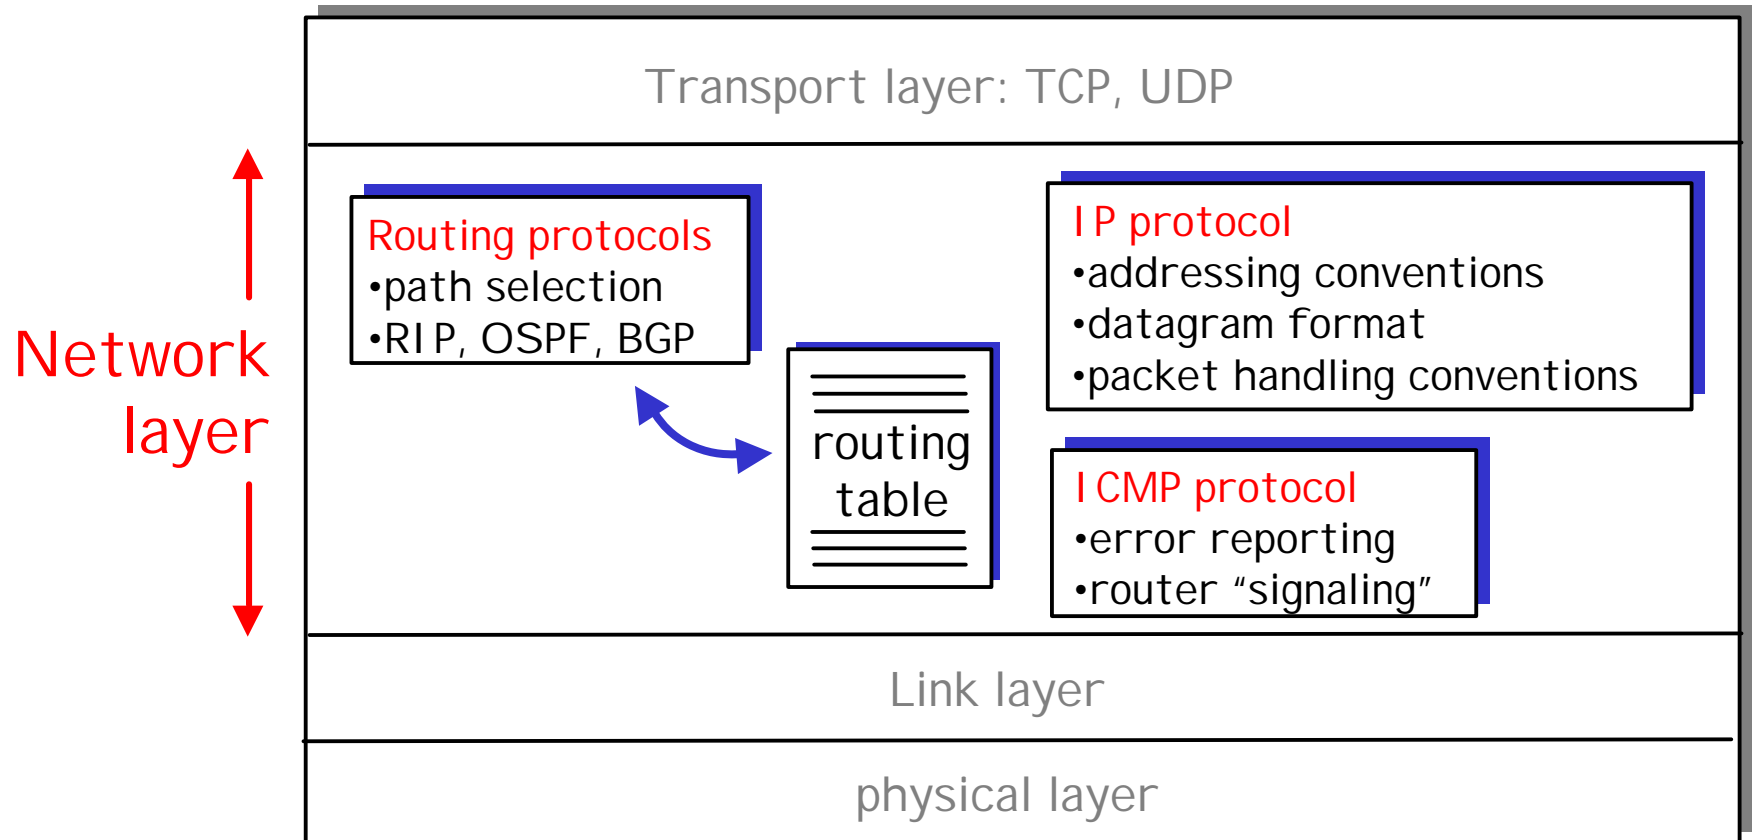 Transport layer: TCP, UDP
Network
layer
Routing protocols
•path selection
•RIP, OSPF, BGP
routing
table
IP protocol
•addressing conventions
•datagram format
•packet handling conventions
ICMP protocol
•error reporting
•router “signaling”
Link layer
physical layer